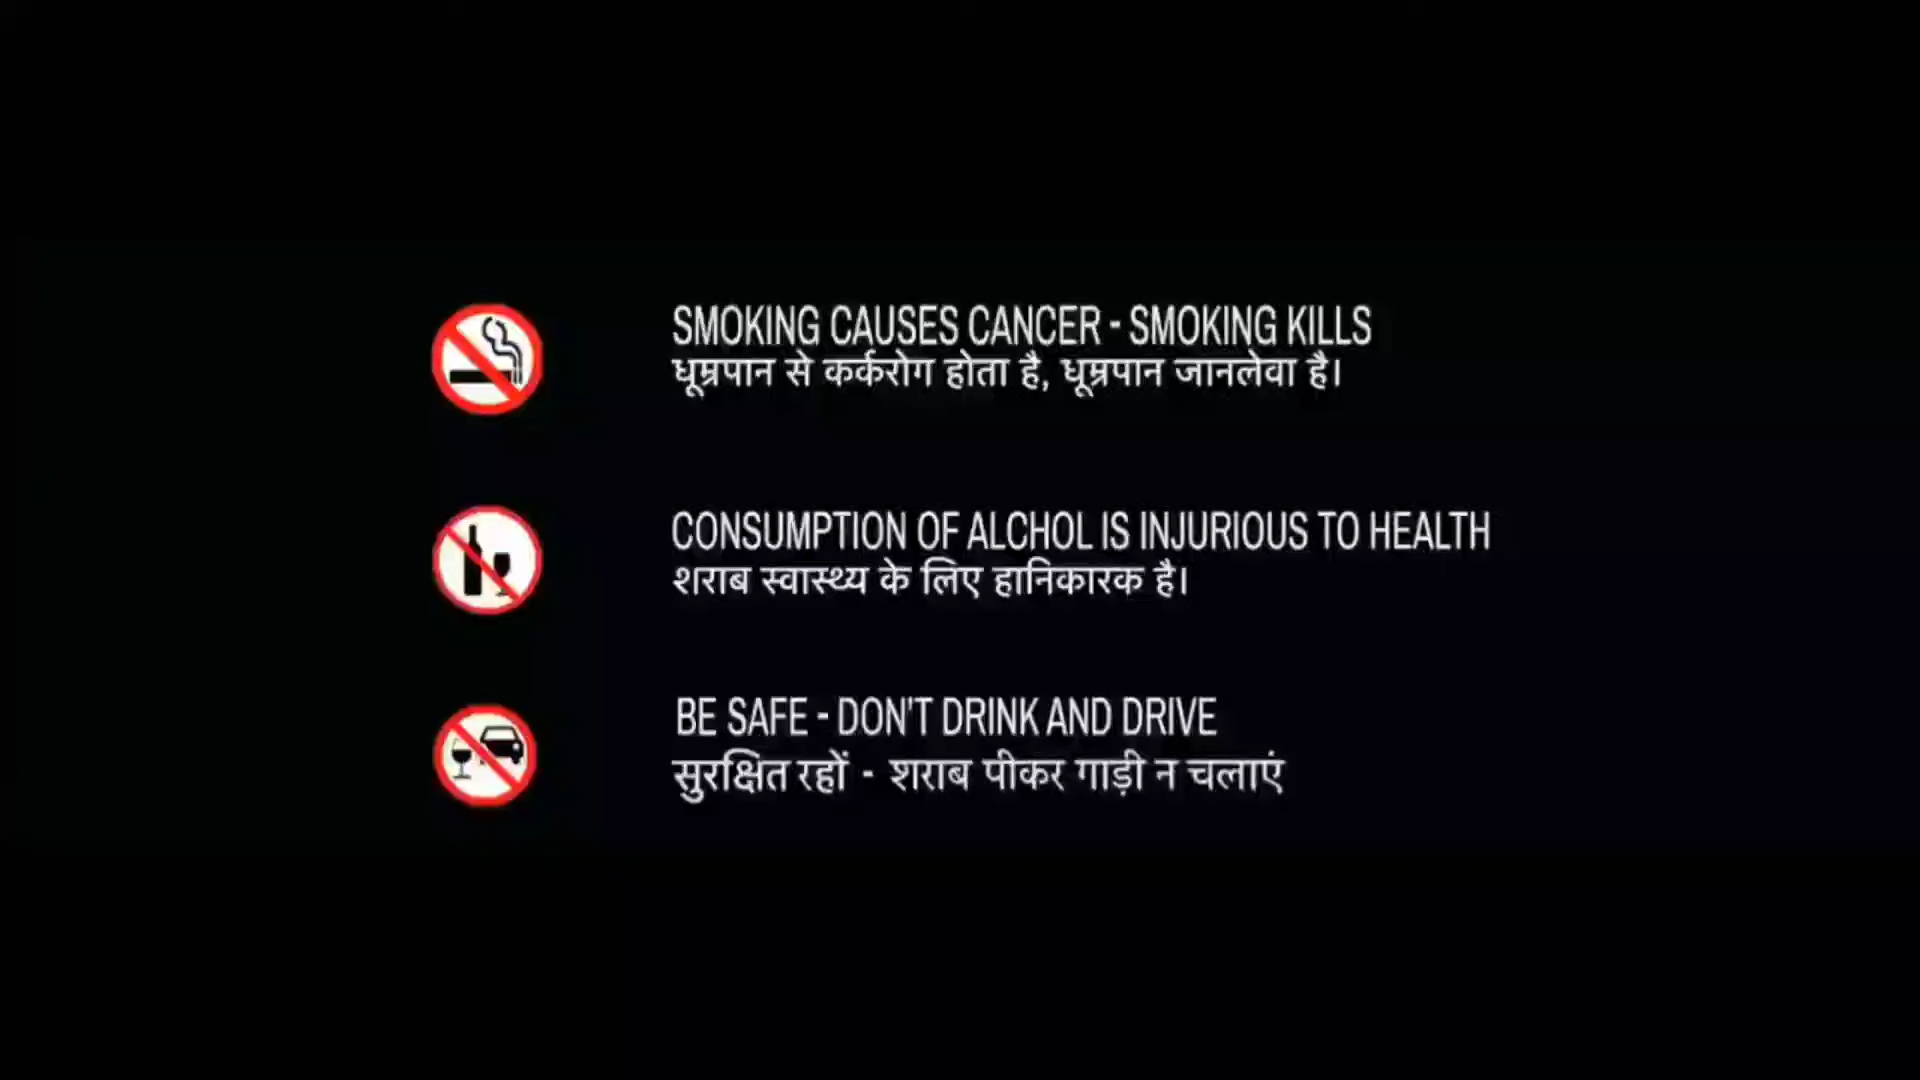 SMOKING CAUSES CANCER - SMOKING KILLS
धूम्रपान से कर्करोग होता है, धूम्रपान जानलेवा है।
CONSUMPTION OF ALCHOL IS INJURIOUS TO HEALTH
शराब स्वास्थ्य के लिए हानिकारक है।
BE SAFE - DON'T DRINK AND DRIVE
सुरक्षित रहों - शराब पीकर गाड़ी न चलाएं